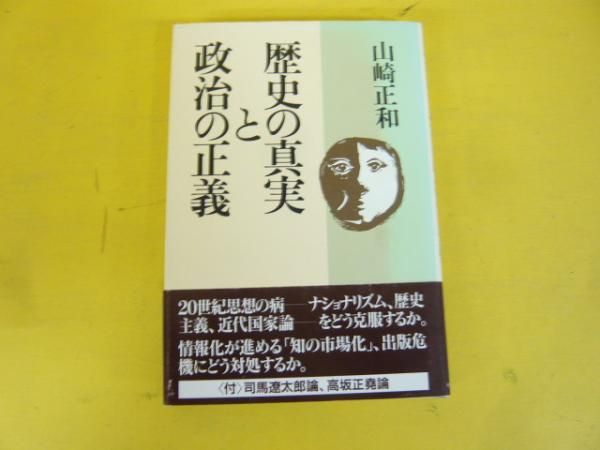 山崎正和
歴史の真実
と
政治の正義
20世紀思想の病──ナショナリズム、歴史
主義、近代国家論──をどう克服するか。
情報化が進める「知の市場化」、出版危
機にどう対処するか。
〈付〉司馬遼太郎論、高坂正堯論